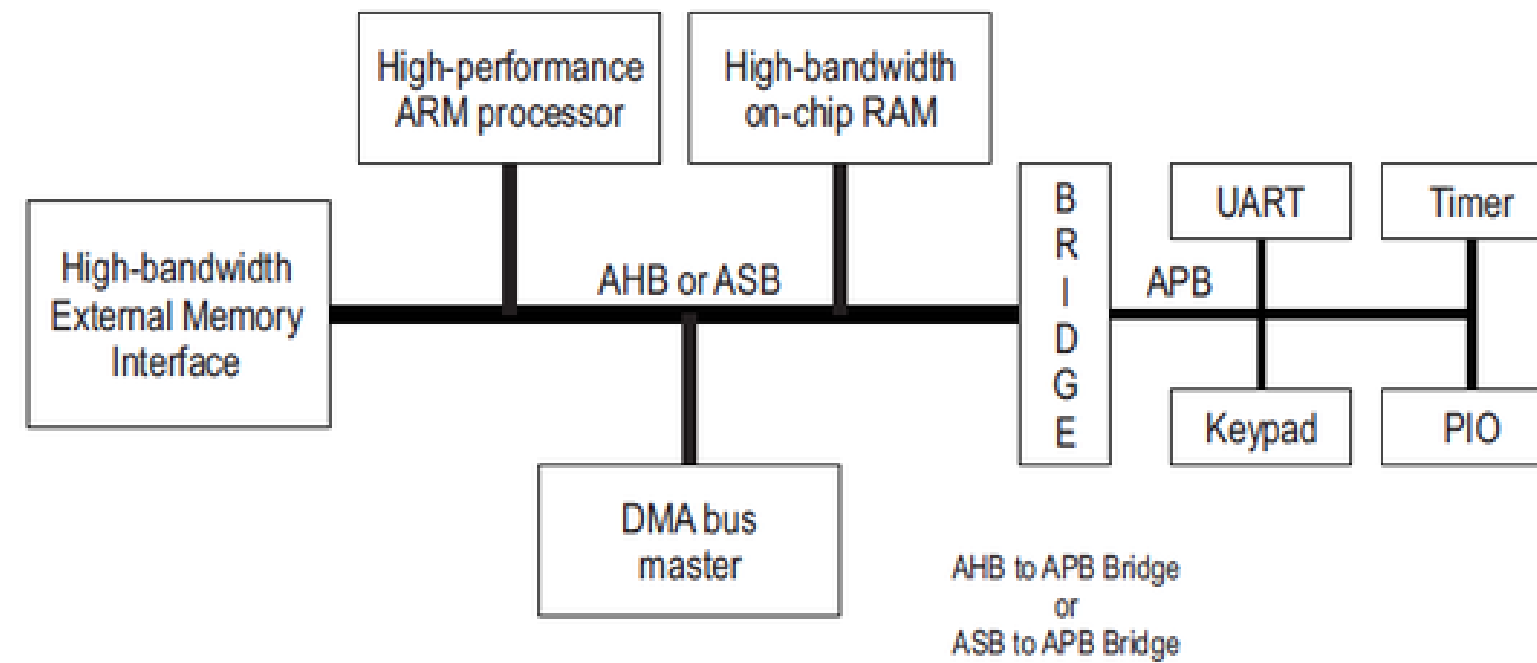 High-performance
ARM processor
High-bandwidth
on-chip RAM
High-bandwidth
External Memory
Interface
AHB or ASB
B
R
I
D
G
E
APB
UART
Timer
Keypad
PIO
DMA bus
master
AHB to APB Bridge
or
ASB to APB Bridge